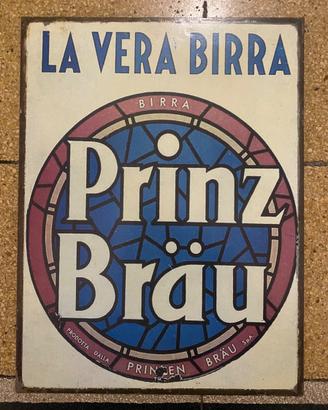 LA VERA BIRRA
BIRRA
Prinz
Bräu
PRODOTTA DALLA PRINZEN BRÄU S.p.A.